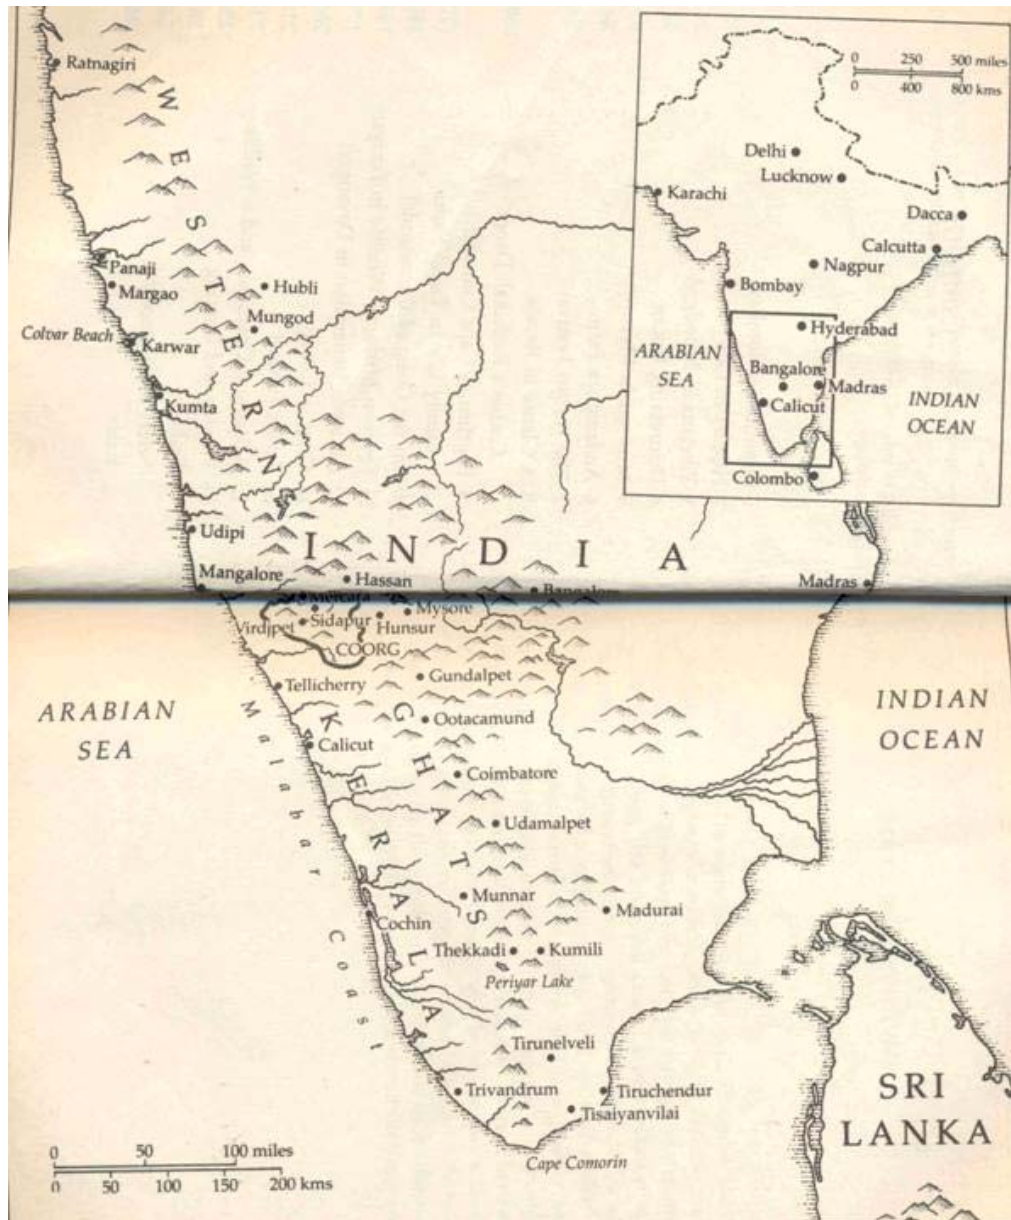 Ratnagiri
WESTERN
GHATS
Panaji
Margao
Hubli
Mungod
Colvar Beach
Karwar
Kumta
Udipi
INDIA
Mangalore
Hassan
Bangalore
Madras
Mercara
Mysore
Virdjpet
Sidapur
Hunsur
COORG
Tellicherry
Gundalpet
ARABIAN
SEA
INDIAN
OCEAN
Ootacamund
KERALA
Calicut
Malabar Coast
Coimbatore
Udamalpet
Munnar
Madurai
Cochin
Thekkadi
Kumili
Periyar Lake
Tirunelveli
Trivandrum
Tiruchendur
Tisaiyanvilai
Cape Comorin
SRI
LANKA
0 50 100 miles
0 50 100 150 200 kms
0 250 500 miles
0 400 800 kms
Delhi
Lucknow
Karachi
Dacca
Calcutta
Nagpur
Bombay
Hyderabad
ARABIAN
SEA
Bangalore
Madras
Calicut
INDIAN
OCEAN
Colombo